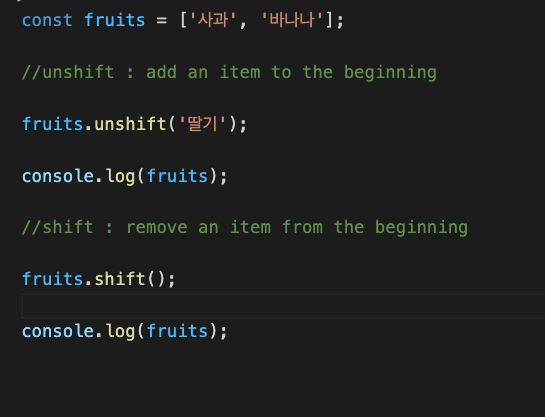 const fruits = ['사과', '바나나'];
//unshift : add an item to the beginning
fruits.unshift('딸기');
console.log(fruits);
//shift : remove an item from the beginning
fruits.shift();
console.log(fruits);